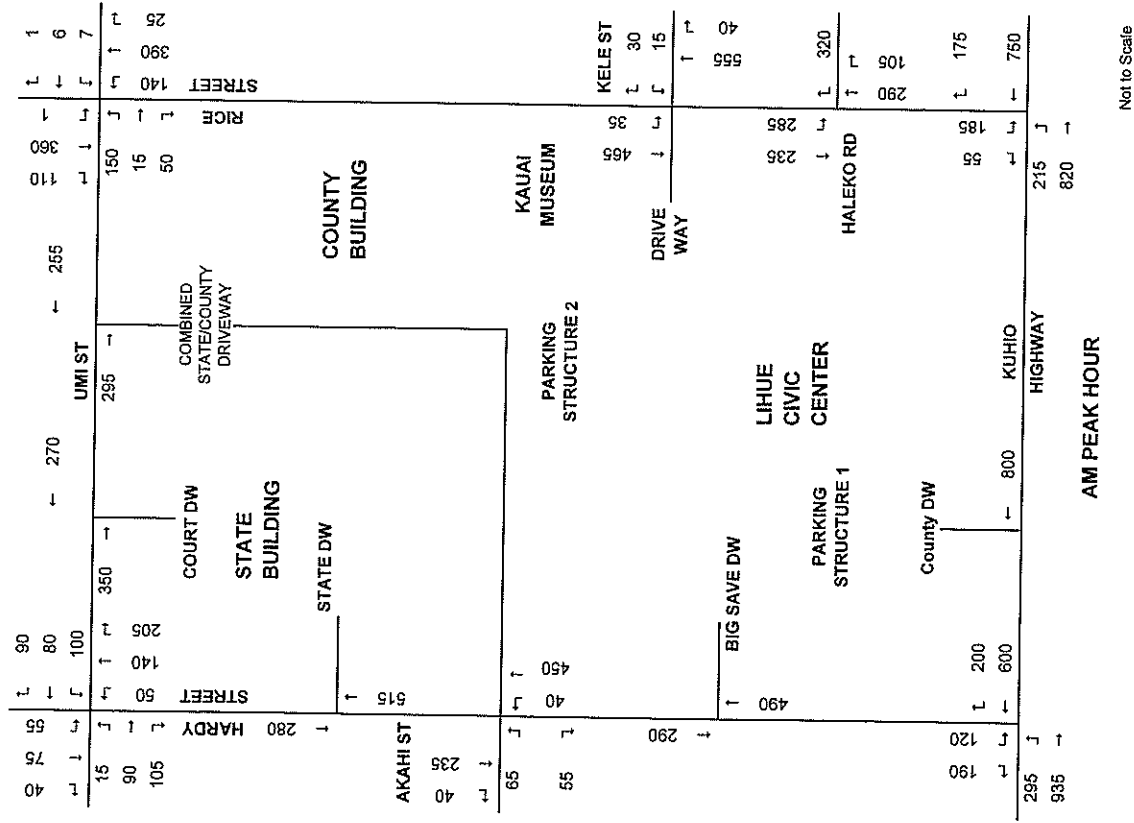 1
6
7
25
390
140
STREET
RICE
1
360
110
150
15
50
255
UMI ST
295
COMBINED
STATE/COUNTY
DRIVEWAY
COUNTY
BUILDING
270
COURT DW
350
STATE
BUILDING
STATE DW
90
80
100
205
140
50
STREET
HARDY
55
75
40
15
90
105
280
515
KELE ST
30
15
40
555
35
465
KAUAI
MUSEUM
DRIVE
WAY
PARKING
STRUCTURE 2
AKAHI ST
235
40
65
55
450
40
320
105
290
285
235
HALEKO RD
LIHUE
CIVIC
CENTER
BIG SAVE DW
290
490
PARKING
STRUCTURE 1
County DW
175
750
185
55
215
820
KUHIO
HIGHWAY
800
200
600
120
190
295
935
AM PEAK HOUR
Not to Scale